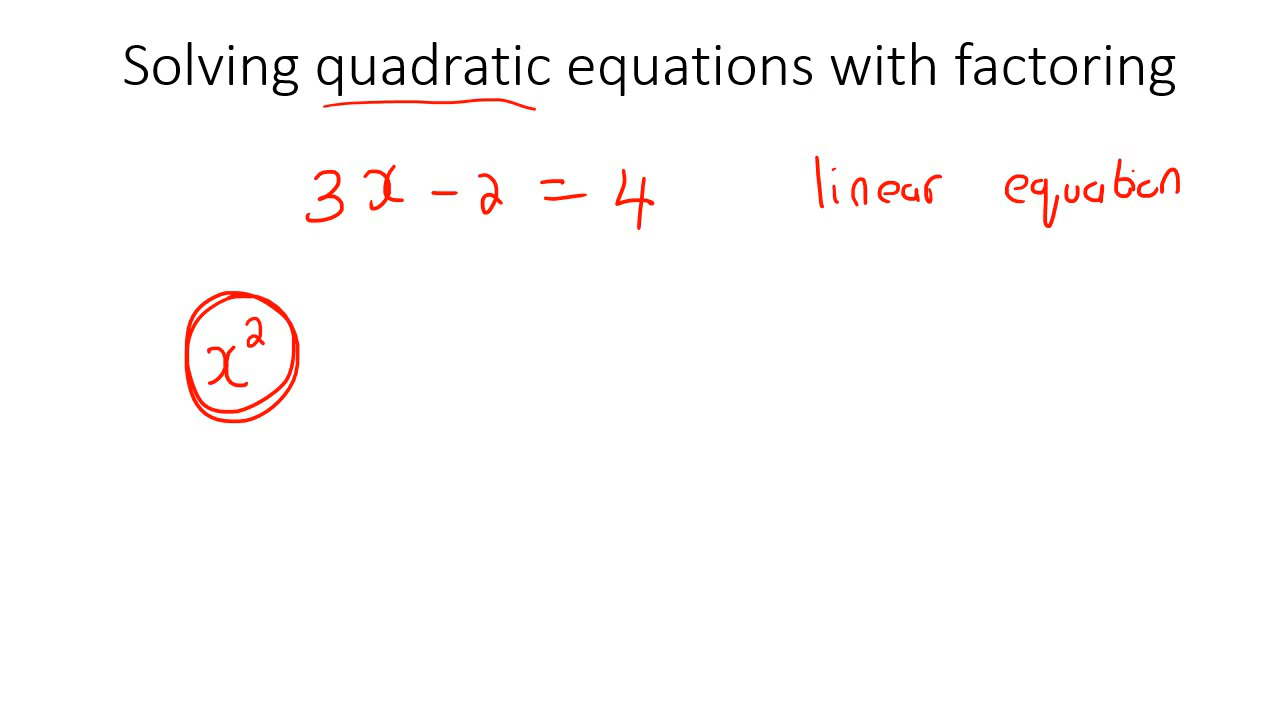 Solving quadratic equations with factoring
3x - 2 = 4 linear equation
x²